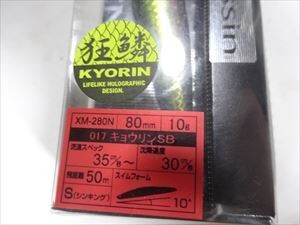 狂鱗
KYORIN
LIFELIKE HOLOGRAPHIC
DESIGN.
ssin
XM-280N 80mm 10g
017 キョウリンSB
流速スペック 沈降速度
35㎝/S〜 30㎝/S
飛距離 50m スイムフォーム
S(シンキング) 10°